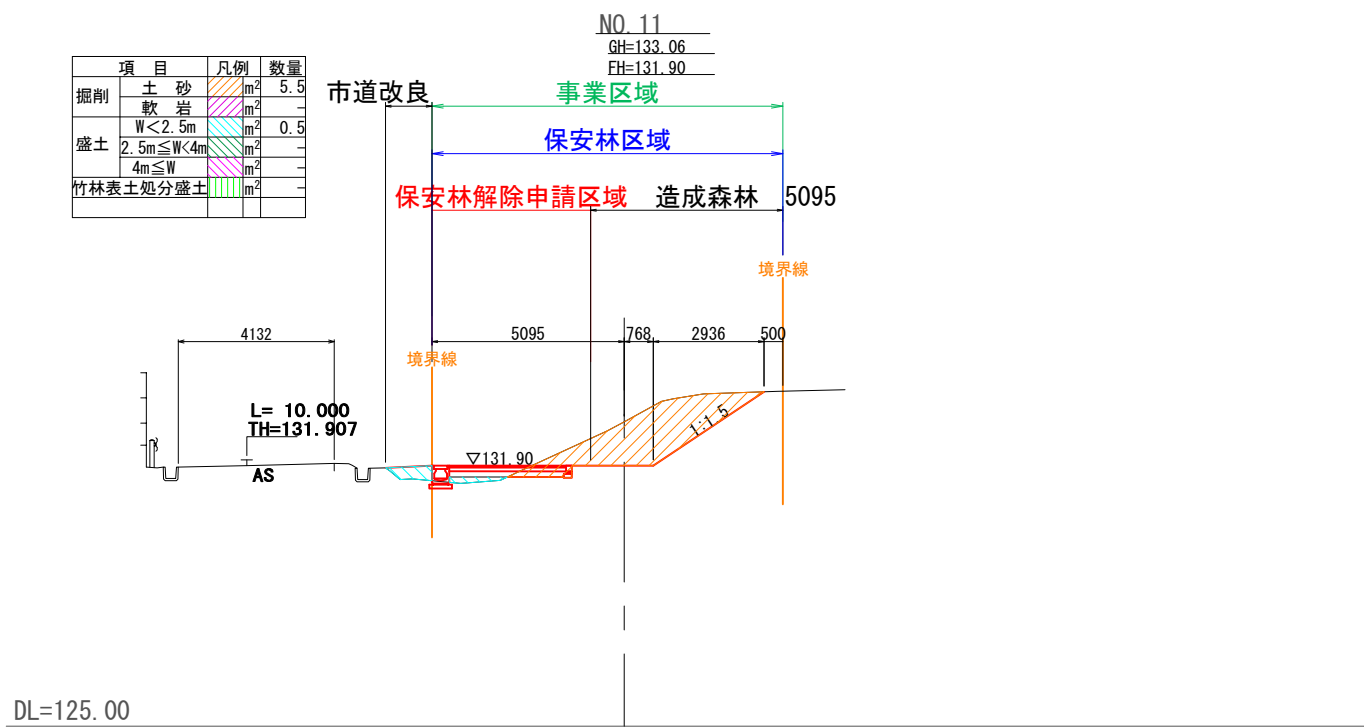 NO. 11
GH=133.06
FH=131.90
項 目 凡例 数量
掘削 土 砂 m² 5.5
軟 岩 m² -
盛土 W<2.5m m² 0.5
2.5m≦W<4m m² -
4m≦W m² -
竹林表土処分盛土 m² -
市道改良 事業区域
保安林区域
保安林解除申請区域 造成森林 5095
境界線
4132 5095 768 2936 500
境界線
L= 10.000
TH=131.907
1:1.5
▽131.90
AS
DL=125.00